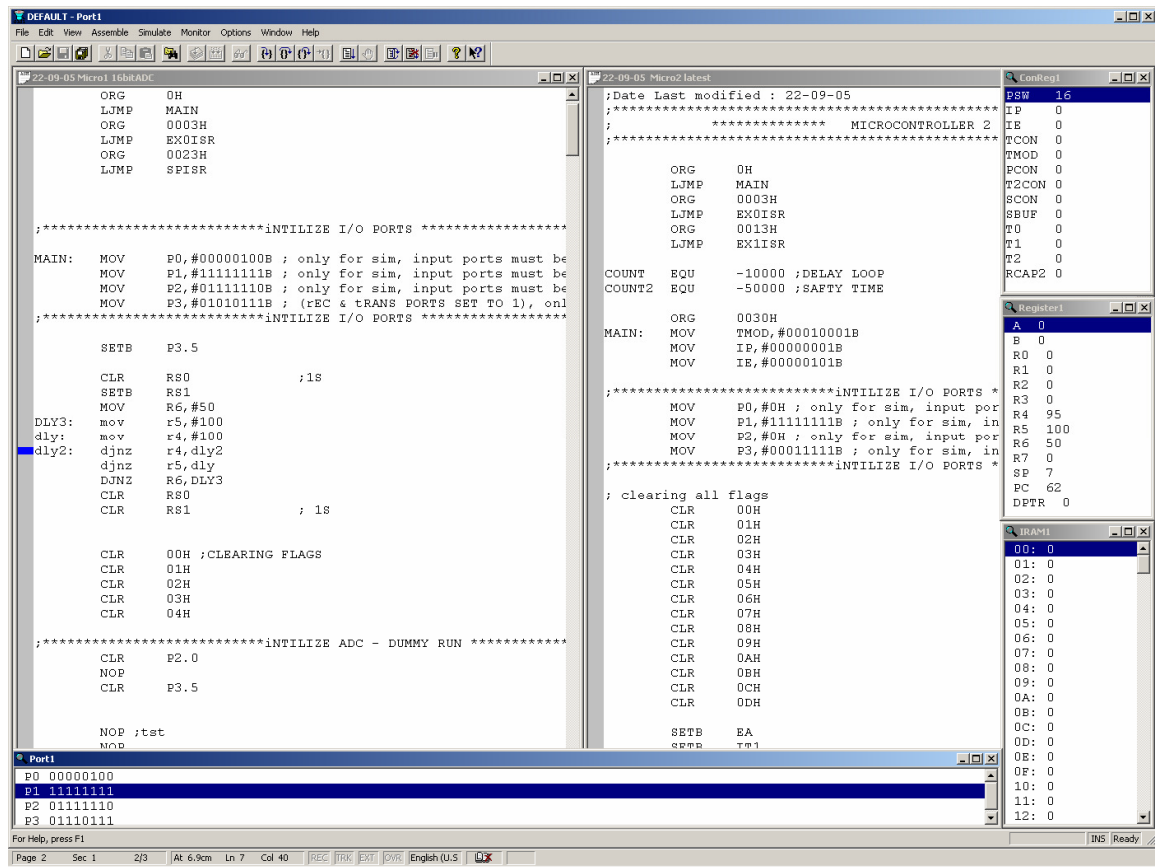 DEFAULT - Port1
File Edit View Assemble Simulate Monitor Options Window Help
22-09-05 Micro1 16bitADC
ORG 0H
LJMP MAIN
ORG 0003H
LJMP EX0ISR
ORG 0023H
LJMP SPISR
;***************************iNTILIZE I/O PORTS ******************
MAIN: MOV P0,#00000100B ; only for sim, input ports must be
MOV P1,#11111111B ; only for sim, input ports must be
MOV P2,#01111110B ; only for sim, input ports must be
MOV P3,#01010111B ; (rEC & tRANS PORTS SET TO 1), onl
;***************************iNTILIZE I/O PORTS ******************
SETB P3.5
CLR RS0 ;1S
SETB RS1
MOV R6,#50
DLY3: mov r5,#100
dly: mov r4,#100
dly2: djnz r4,dly2
djnz r5,dly
DJNZ R6,DLY3
CLR RS0
CLR RS1 ; 1S
CLR 00H ;CLEARING FLAGS
CLR 01H
CLR 02H
CLR 03H
CLR 04H
;***************************iNTILIZE ADC - DUMMY RUN ************
CLR P2.0
NOP
CLR P3.5
NOP ;tst
NOP
22-09-05 Micro2 latest
;Date Last modified : 22-09-05
;***********************************************
; ************** MICROCONTROLLER 2
;***********************************************
ORG 0H
LJMP MAIN
ORG 0003H
LJMP EX0ISR
ORG 0013H
LJMP EX1ISR
COUNT EQU -10000 ;DELAY LOOP
COUNT2 EQU -50000 ;SAFTY TIME
ORG 0030H
MAIN: MOV TMOD,#00010001B
MOV IP,#00000001B
MOV IE,#00000101B
;***************************iNTILIZE I/O PORTS *
MOV P0,#0H ; only for sim, input por
MOV P1,#11111111B ; only for sim, in
MOV P2,#0H ; only for sim, input por
MOV P3,#00011111B ; only for sim, in
;***************************iNTILIZE I/O PORTS *
; clearing all flags
CLR 00H
CLR 01H
CLR 02H
CLR 03H
CLR 04H
CLR 05H
CLR 06H
CLR 07H
CLR 08H
CLR 09H
CLR 0AH
CLR 0BH
CLR 0CH
CLR 0DH
SETB EA
SETB IT1
ConReg1
PSW 16
IP 0
IE 0
TCON 0
TMOD 0
PCON 0
T2CON 0
SCON 0
SBUF 0
T0 0
T1 0
T2 0
RCAP2 0
Register1
A 0
B 0
R0 0
R1 0
R2 0
R3 0
R4 95
R5 100
R6 50
R7 0
SP 7
PC 62
DPTR 0
IRAM1
00: 0
01: 0
02: 0
03: 0
04: 0
05: 0
06: 0
07: 0
08: 0
09: 0
0A: 0
0B: 0
0C: 0
0D: 0
0E: 0
0F: 0
10: 0
11: 0
12: 0
Port1
P0 00000100
P1 11111111
P2 01111110
P3 01110111
For Help, press F1
INS Ready
Page 2 Sec 1 2/3 At 6.9cm Ln 7 Col 40 REC TRK EXT OVR English (U.S